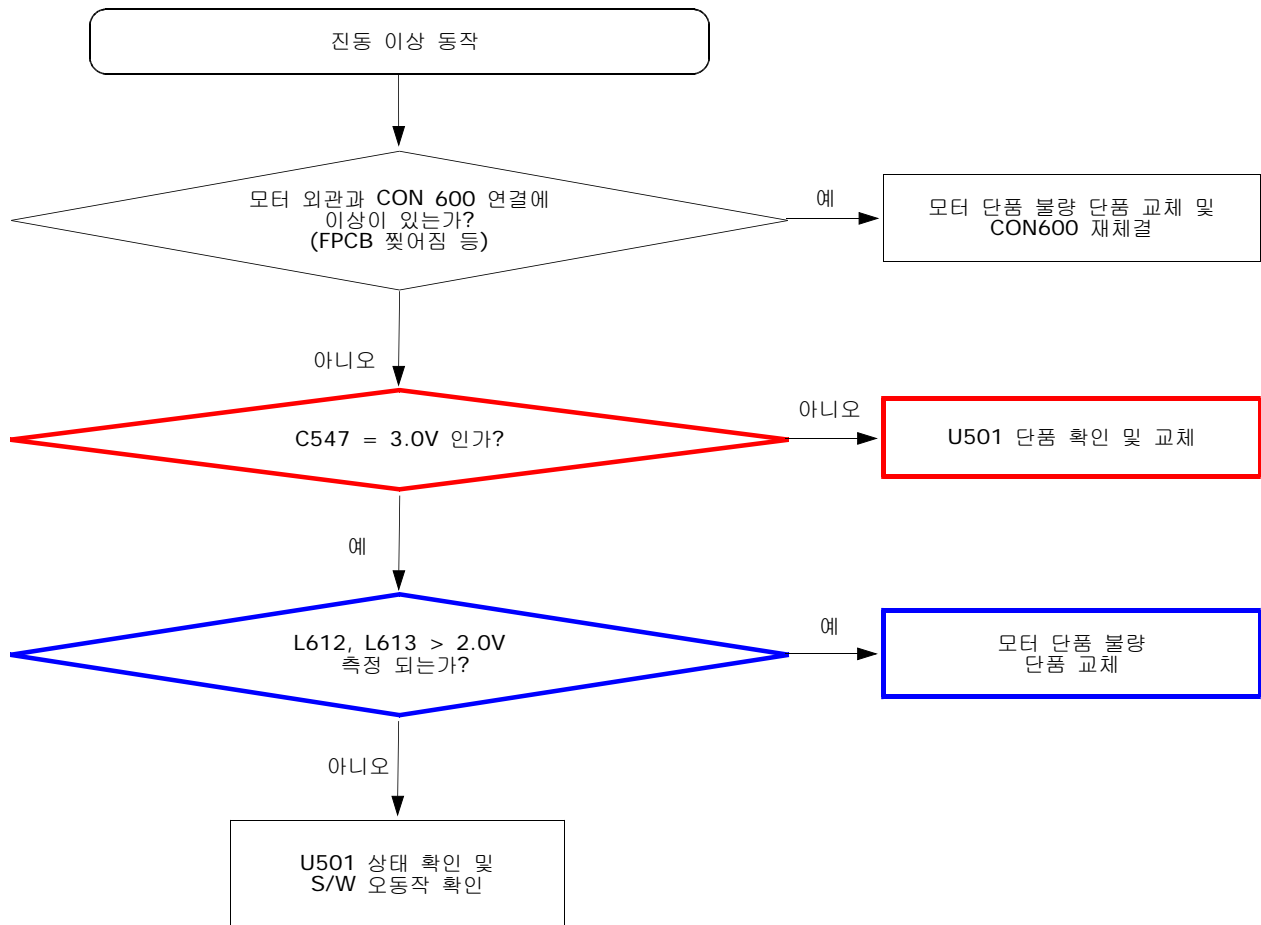 진동 이상 동작
모터 외관과 CON 600 연결에
이상이 있는가?
(FPCB 찢어짐 등)
예
모터 단품 불량 단품 교체 및
CON600 재체결
아니오
C547 = 3.0V 인가?
아니오
U501 단품 확인 및 교체
예
L612, L613 > 2.0V
측정 되는가?
예
모터 단품 불량
단품 교체
아니오
U501 상태 확인 및
S/W 오동작 확인